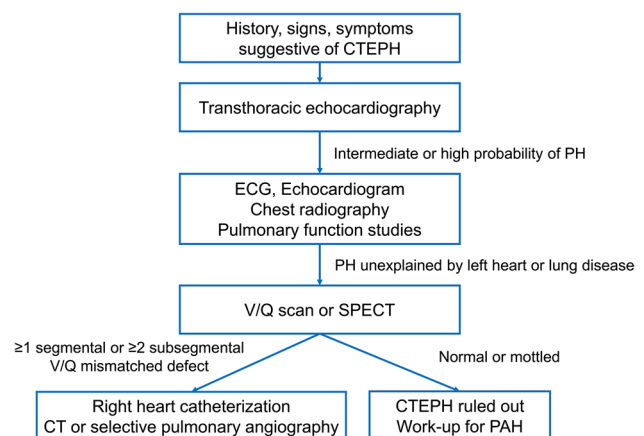 History, signs, symptoms
suggestive of CTEPH
Transthoracic echocardiography
Intermediate or high probability of PH
ECG, Echocardiogram
Chest radiography
Pulmonary function studies
PH unexplained by left heart or lung disease
V/Q scan or SPECT
≥1 segmental or ≥2 subsegmental
V/Q mismatched defect
Normal or mottled
Right heart catheterization
CT or selective pulmonary angiography
CTEPH ruled out
Work-up for PAH